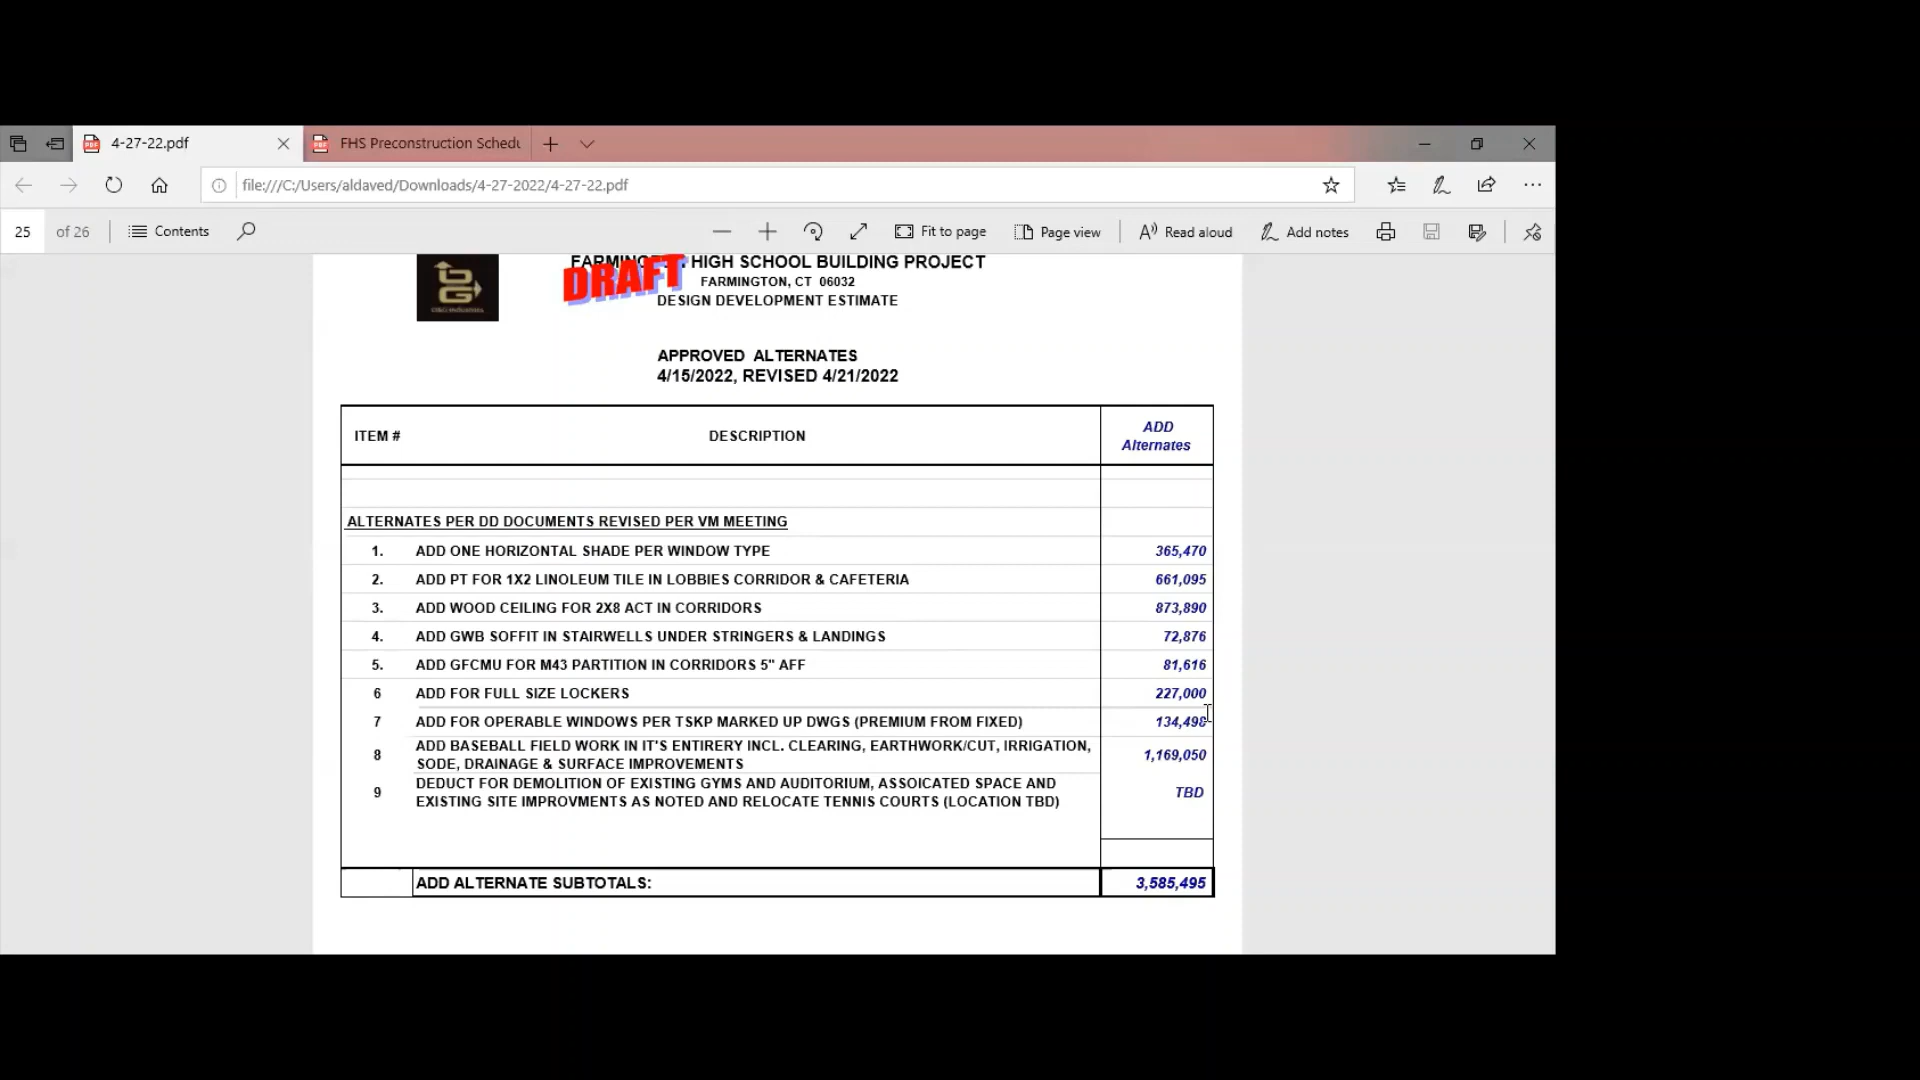 4-27-22.pdf
FHS Preconstruction Schedu
file:///C:/Users/aldaved/Downloads/4-27-2022/4-27-22.pdf
25 of 26 Contents Fit to page Page view Read aloud Add notes
DRAFT
HIGH SCHOOL BUILDING PROJECT
FARMINGTON, CT 06032
DESIGN DEVELOPMENT ESTIMATE
APPROVED ALTERNATES
4/15/2022, REVISED 4/21/2022
ITEM # DESCRIPTION ADD
Alternates
ALTERNATES PER DD DOCUMENTS REVISED PER VM MEETING
1. ADD ONE HORIZONTAL SHADE PER WINDOW TYPE 365,470
2. ADD PT FOR 1X2 LINOLEUM TILE IN LOBBIES CORRIDOR & CAFETERIA 661,095
3. ADD WOOD CEILING FOR 2X8 ACT IN CORRIDORS 873,890
4. ADD GWB SOFFIT IN STAIRWELLS UNDER STRINGERS & LANDINGS 72,876
5. ADD GFCMU FOR M43 PARTITION IN CORRIDORS 5" AFF 81,616
6 ADD FOR FULL SIZE LOCKERS 227,000
7 ADD FOR OPERABLE WINDOWS PER TSKP MARKED UP DWGS (PREMIUM FROM FIXED) 134,498
8 ADD BASEBALL FIELD WORK IN IT'S ENTIRERY INCL. CLEARING, EARTHWORK/CUT, IRRIGATION, 1,169,050
SODE, DRAINAGE & SURFACE IMPROVEMENTS
9 DEDUCT FOR DEMOLITION OF EXISTING GYMS AND AUDITORIUM, ASSOICATED SPACE AND TBD
EXISTING SITE IMPROVMENTS AS NOTED AND RELOCATE TENNIS COURTS (LOCATION TBD)
ADD ALTERNATE SUBTOTALS: 3,585,495